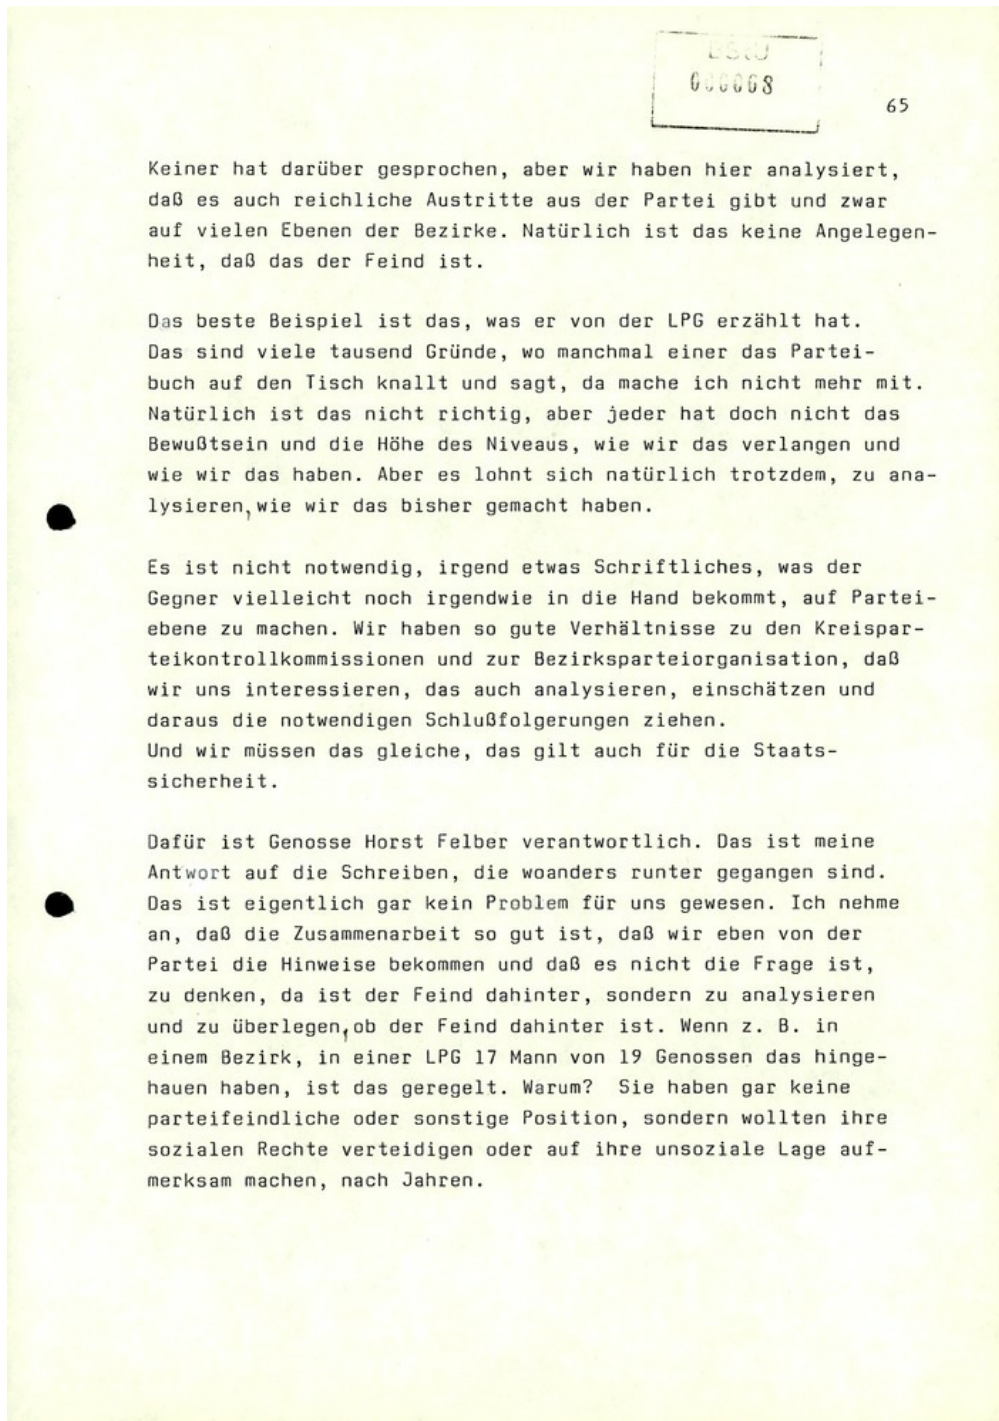 BStU
000068
65
Keiner hat darüber gesprochen, aber wir haben hier analysiert,
daß es auch reichliche Austritte aus der Partei gibt und zwar
auf vielen Ebenen der Bezirke. Natürlich ist das keine Angelegen-
heit, daß das der Feind ist.
Das beste Beispiel ist das, was er von der LPG erzählt hat.
Das sind viele tausend Gründe, wo manchmal einer das Partei-
buch auf den Tisch knallt und sagt, da mache ich nicht mehr mit.
Natürlich ist das nicht richtig, aber jeder hat doch nicht das
Bewußtsein und die Höhe des Niveaus, wie wir das verlangen und
wie wir das haben. Aber es lohnt sich natürlich trotzdem, zu ana-
lysieren, wie wir das bisher gemacht haben.
Es ist nicht notwendig, irgend etwas Schriftliches, was der
Gegner vielleicht noch irgendwie in die Hand bekommt, auf Partei-
ebene zu machen. Wir haben so gute Verhältnisse zu den Kreispar-
teikontrollkommissionen und zur Bezirksparteiorganisation, daß
wir uns interessieren, das auch analysieren, einschätzen und
daraus die notwendigen Schlußfolgerungen ziehen.
Und wir müssen das gleiche, das gilt auch für die Staats-
sicherheit.
Dafür ist Genosse Horst Felber verantwortlich. Das ist meine
Antwort auf die Schreiben, die woanders runter gegangen sind.
Das ist eigentlich gar kein Problem für uns gewesen. Ich nehme
an, daß die Zusammenarbeit so gut ist, daß wir eben von der
Partei die Hinweise bekommen und daß es nicht die Frage ist,
zu denken, da ist der Feind dahinter, sondern zu analysieren
und zu überlegen, ob der Feind dahinter ist. Wenn z. B. in
einem Bezirk, in einer LPG 17 Mann von 19 Genossen das hinge-
hauen haben, ist das geregelt. Warum?  Sie haben gar keine
parteifeindliche oder sonstige Position, sondern wollten ihre
sozialen Rechte verteidigen oder auf ihre unsoziale Lage auf-
merksam machen, nach Jahren.